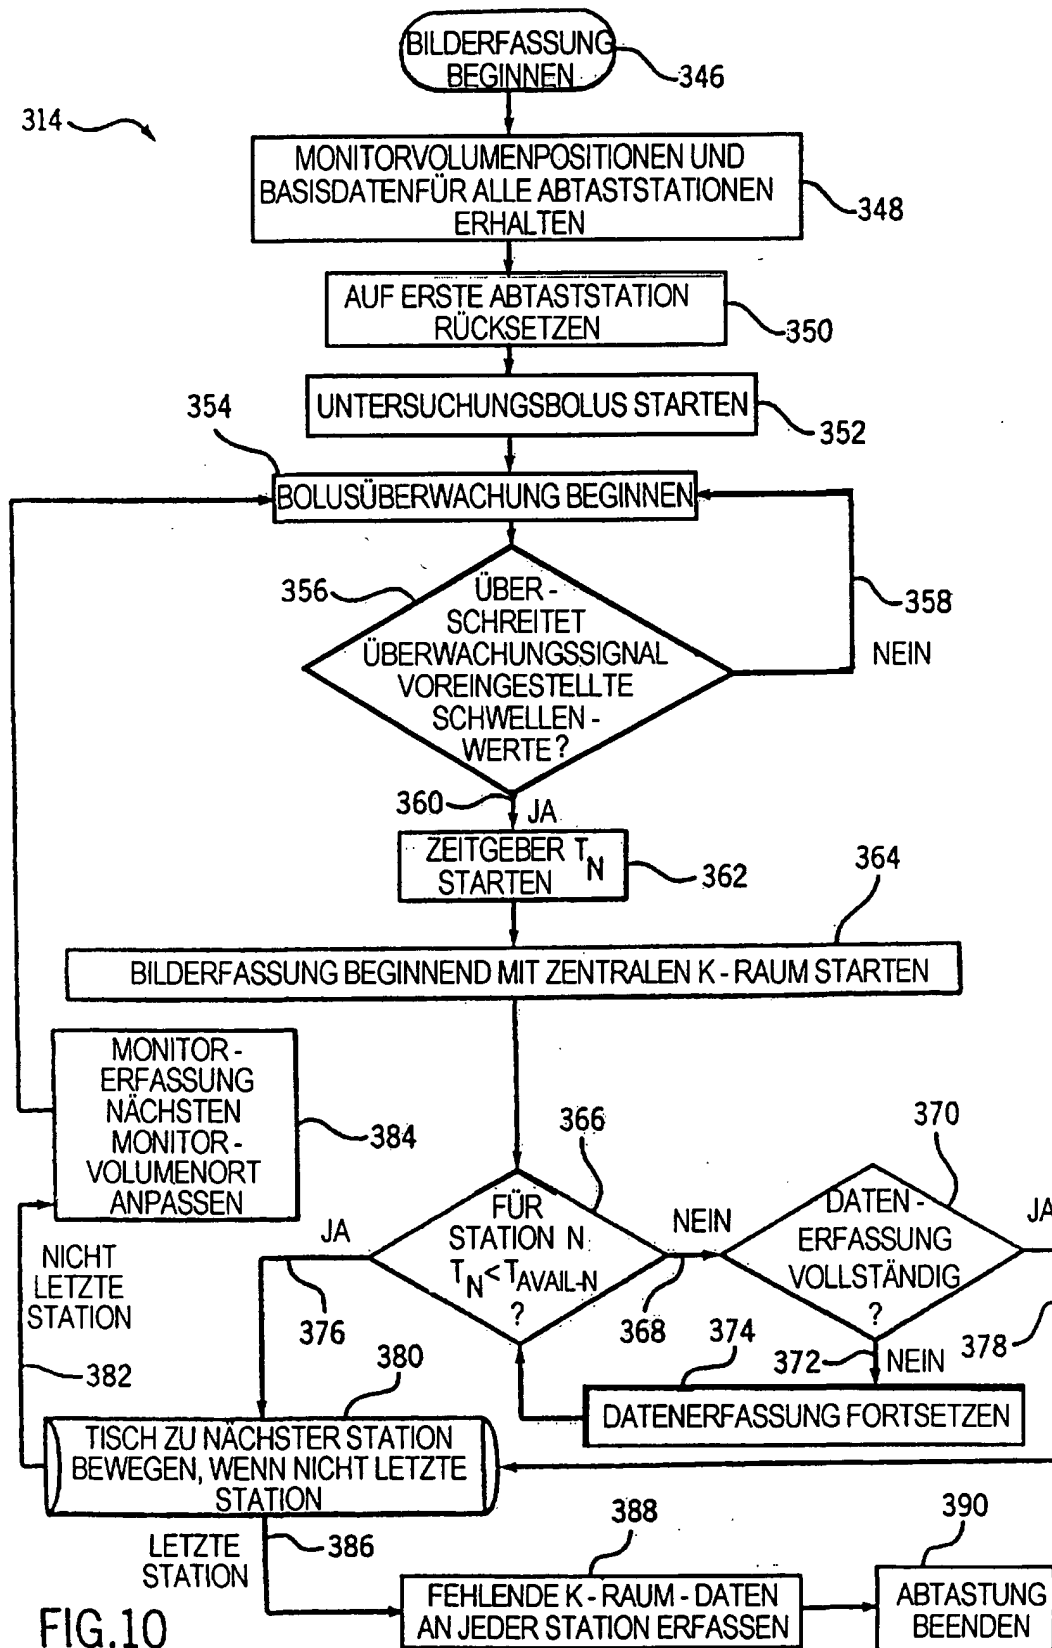 BILDERFASSUNG
BEGINNEN
346
314
MONITORVOLUMENPOSITIONEN UND
BASISDATENFÜR ALLE ABTASTSTATIONEN
ERHALTEN
348
AUF ERSTE ABTASTSTATION
RÜCKSETZEN
350
UNTERSUCHUNGSBOLUS STARTEN
352
354
BOLUSÜBERWACHUNG BEGINNEN
356
ÜBER-
SCHREITET
ÜBERWACHUNGSSIGNAL
VOREINGESTELLTE
SCHWELLEN-
WERTE?
358
NEIN
360
JA
ZEITGEBER T_N
STARTEN
362
364
BILDERFASSUNG BEGINNEND MIT ZENTRALEN K-RAUM STARTEN
MONITOR-
ERFASSUNG
NÄCHSTEN
MONITOR-
VOLUMENORT
ANPASSEN
384
366
FÜR
STATION N
T_N < T_AVAIL-N
?
JA
376
NEIN
368
370
DATEN-
ERFASSUNG
VOLLSTÄNDIG
?
JA
378
372
NEIN
374
DATENERFASSUNG FORTSETZEN
NICHT
LETZTE
STATION
382
380
TISCH ZU NÄCHSTER STATION
BEWEGEN, WENN NICHT LETZTE
STATION
LETZTE
STATION
386
388
FEHLENDE K-RAUM-DATEN
AN JEDER STATION ERFASSEN
390
ABTASTUNG
BEENDEN
FIG.10